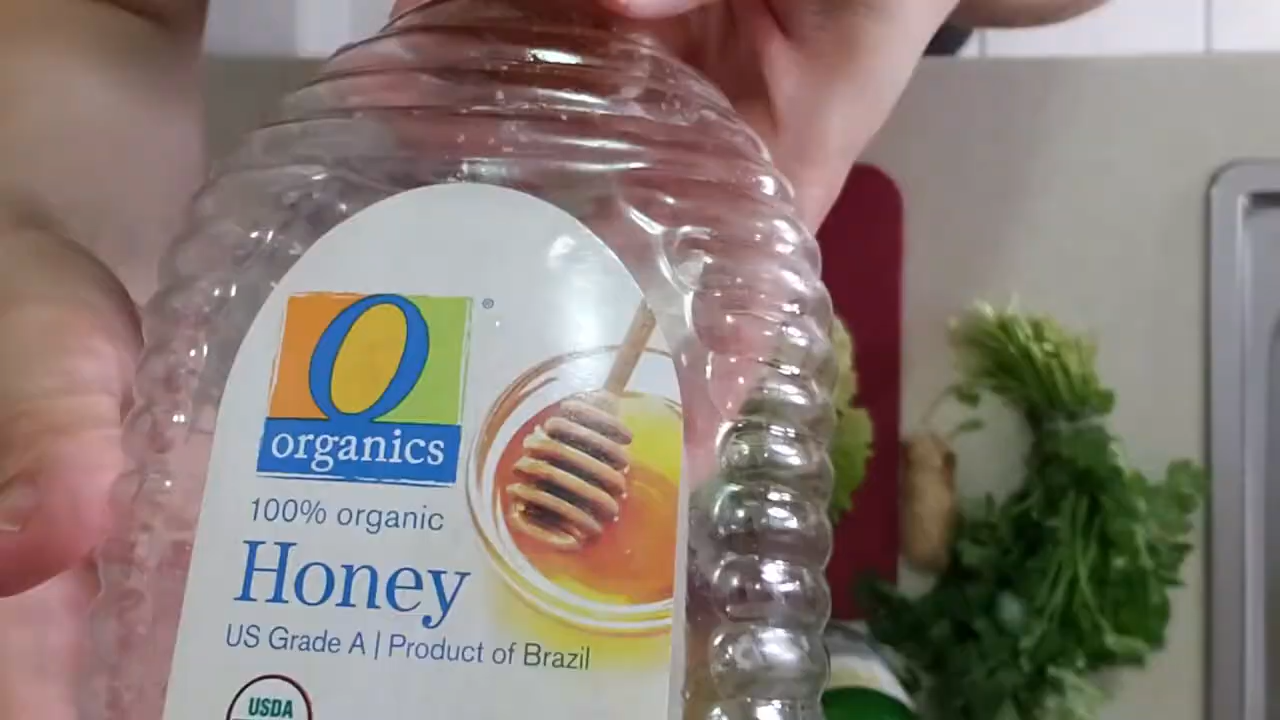 O
®
organics
100% organic
Honey
US Grade A | Product of Brazil
USDA